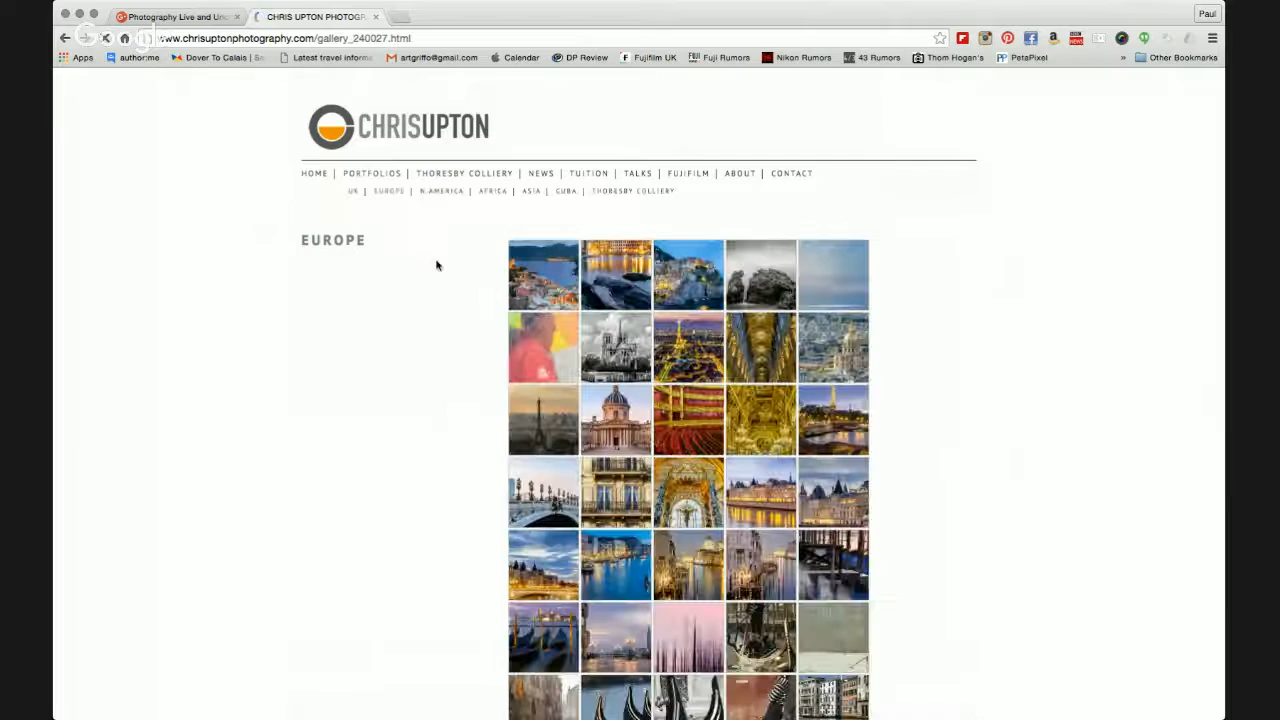 Photography Live and Un
CHRIS UPTON PHOTOGR
Paul
www.chrisuptonphotography.com/gallery_240027.html
Apps
author:me
Dover To Calais | Sa
Latest travel inform
artgriffo@gmail.com
Calendar
DP Review
Fujifilm UK
Fuji Rumors
Nikon Rumors
43 Rumors
Thom Hogan's
PetaPixel
»
Other Bookmarks
CHRISUPTON
HOME | PORTFOLIOS | THORESBY COLLIERY | NEWS | TUITION | TALKS | FUJIFILM | ABOUT | CONTACT
UK | EUROPE | N.AMERICA | AFRICA | ASIA | CUBA | THORESBY COLLIERY
EUROPE